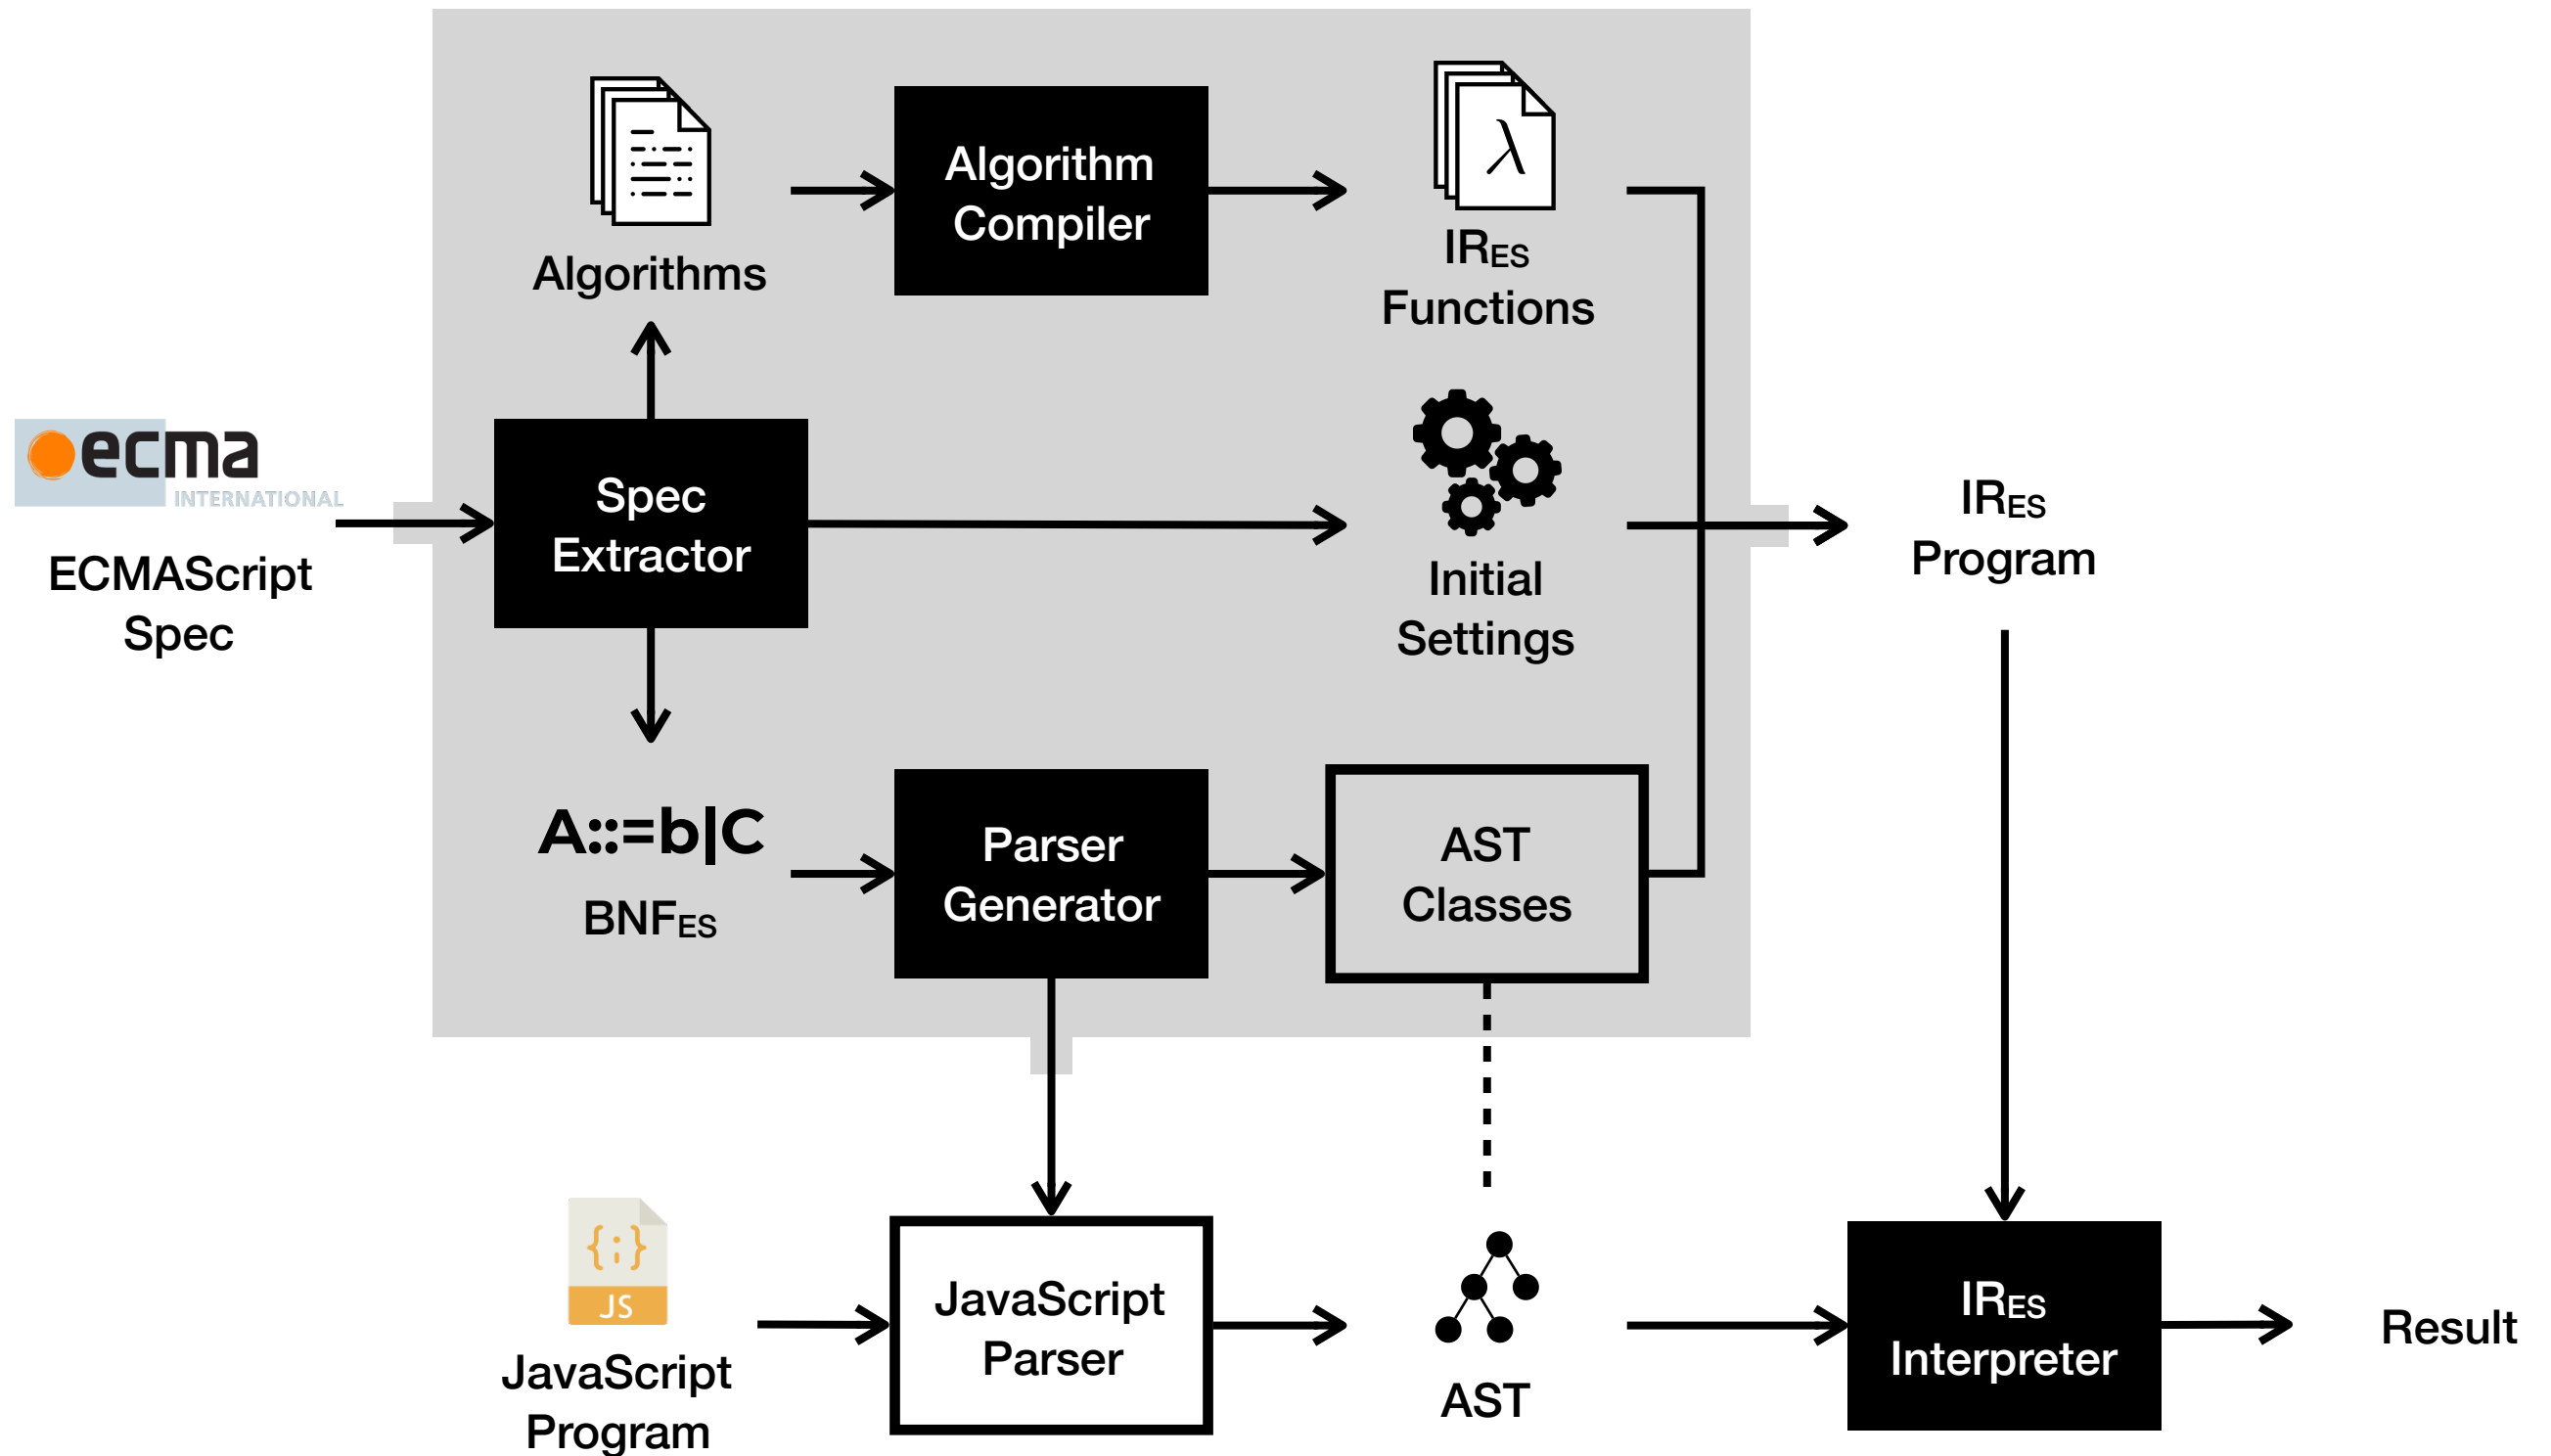 Algorithms
Algorithm
Compiler
λ
IRES
Functions
ecma
INTERNATIONAL
ECMAScript
Spec
Spec
Extractor
Initial
Settings
IRES
Program
A::=b|C
BNFES
Parser
Generator
AST
Classes
{;}
JS
JavaScript
Program
JavaScript
Parser
AST
IRES
Interpreter
Result